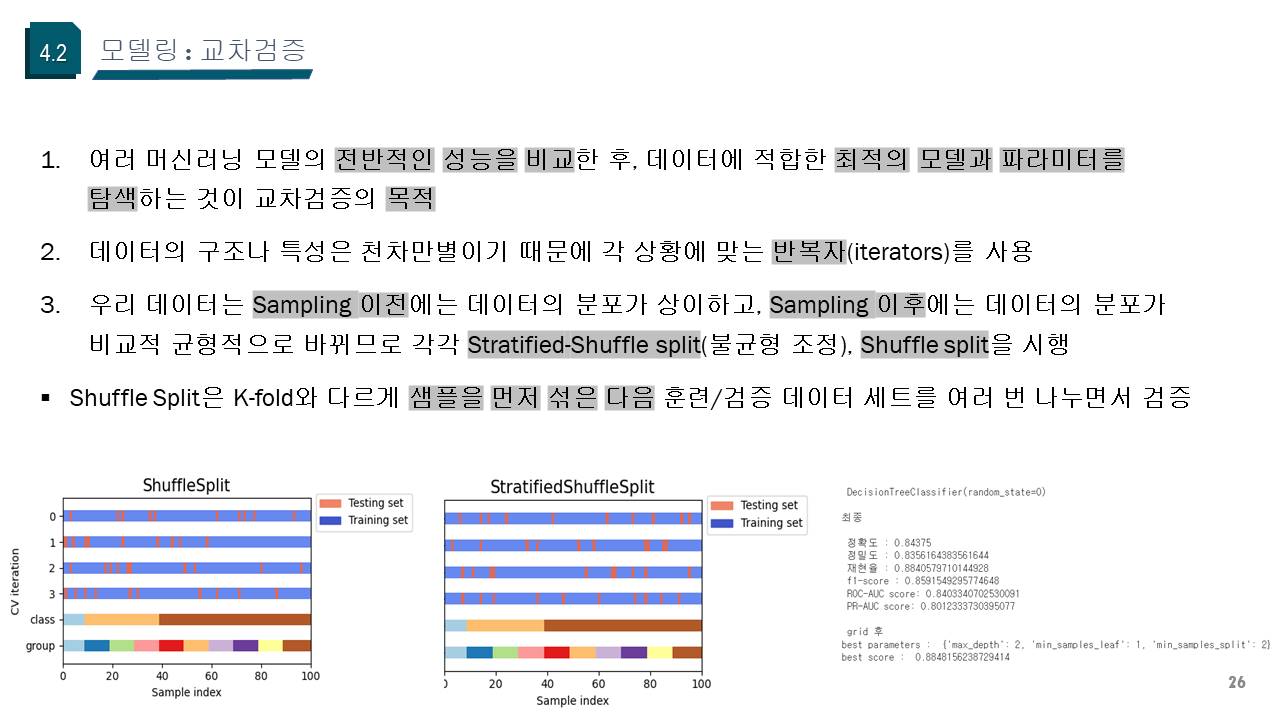 4.2
모델링 : 교차검증
1. 여러 머신러닝 모델의 전반적인 성능을 비교한 후, 데이터에 적합한 최적의 모델과 파라미터를
탐색하는 것이 교차검증의 목적
2. 데이터의 구조나 특성은 천차만별이기 때문에 각 상황에 맞는 반복자(iterators)를 사용
3. 우리 데이터는 Sampling 이전에는 데이터의 분포가 상이하고, Sampling 이후에는 데이터의 분포가
비교적 균형적으로 바뀌므로 각각 Stratified-Shuffle split(불균형 조정), Shuffle split을 시행
▪ Shuffle Split은 K-fold와 다르게 샘플을 먼저 섞은 다음 훈련/검증 데이터 세트를 여러 번 나누면서 검증
ShuffleSplit
Testing set
Training set
CV iteration
0
1
2
3
class
group
0 20 40 60 80 100
Sample index
StratifiedShuffleSplit
Testing set
Training set
0 20 40 60 80 100
Sample index
DecisionTreeClassifier(random_state=0)
최종
정확도 : 0.84375
정밀도 : 0.8356164383561644
재현율 : 0.8840579710144928
f1-score : 0.8591549295774648
ROC-AUC score: 0.8403340702530091
PR-AUC score: 0.8012333730395077
grid 후
best parameters : {'max_depth': 2, 'min_samples_leaf': 1, 'min_samples_split': 2}
best score : 0.8848156238729414
26